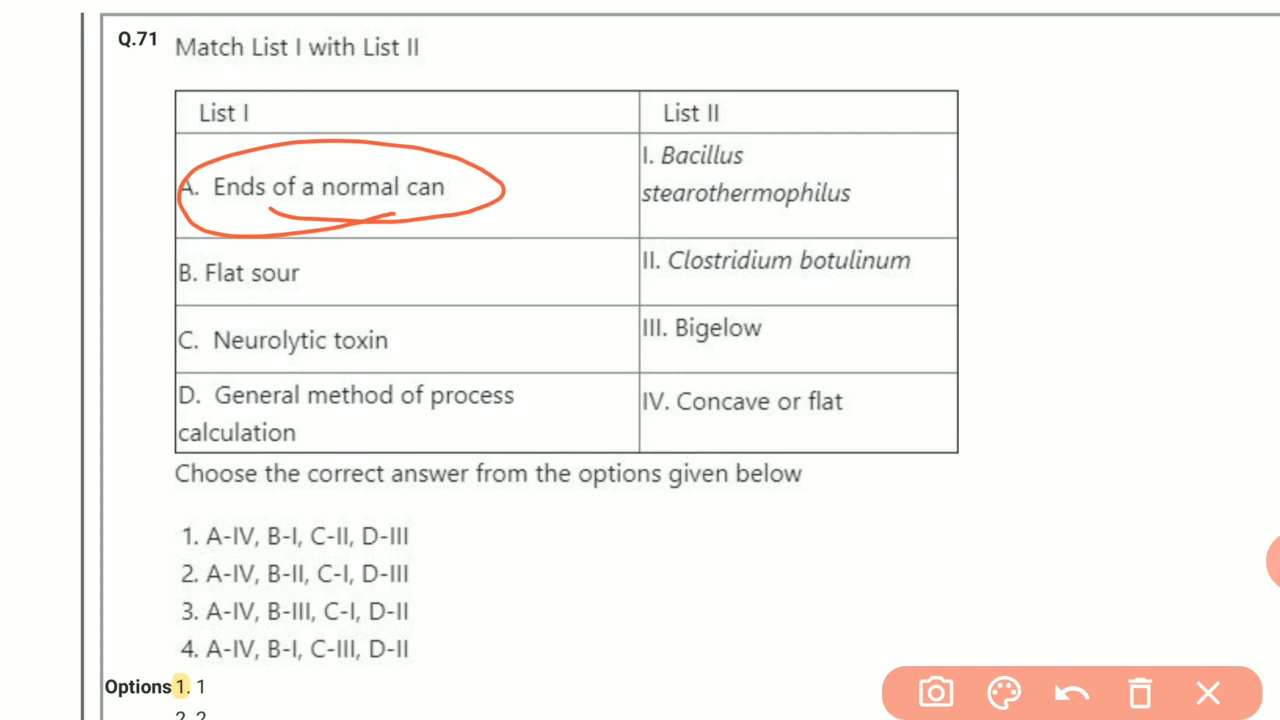 Q.71 Match List I with List II
List I
List II
A. Ends of a normal can
I. Bacillus
stearothermophilus
B. Flat sour
II. Clostridium botulinum
C. Neurolytic toxin
III. Bigelow
D. General method of process
calculation
IV. Concave or flat
Choose the correct answer from the options given below
1. A-IV, B-I, C-II, D-III
2. A-IV, B-II, C-I, D-III
3. A-IV, B-III, C-I, D-II
4. A-IV, B-I, C-III, D-II
Options 1. 1
2. 2